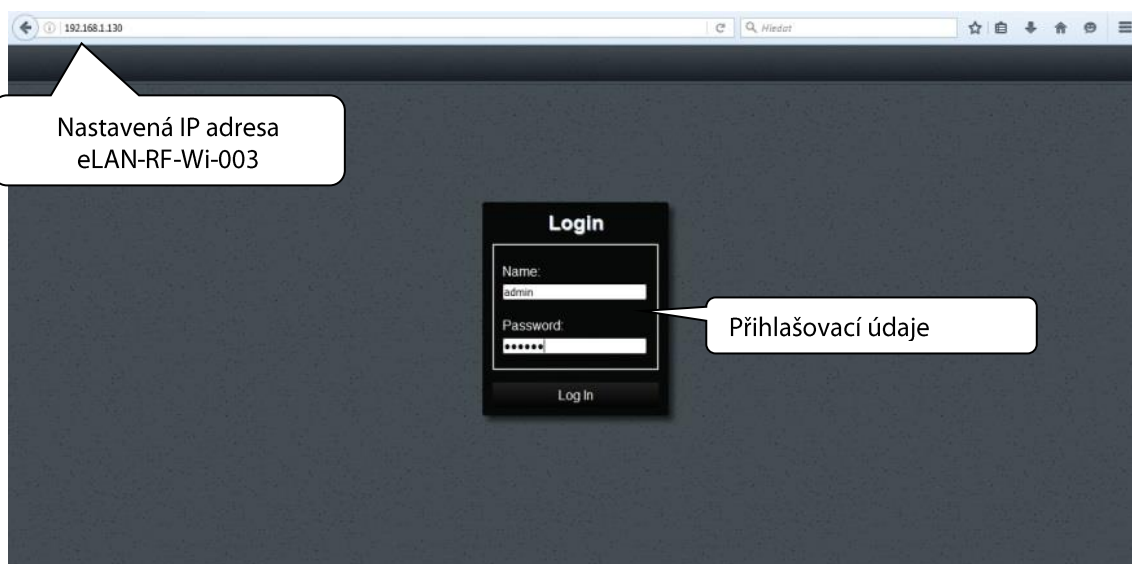 192.168.1.130
Hledat
Nastavená IP adresa
eLAN-RF-Wi-003
Login
Name:
admin
Password:
••••••
Přihlašovací údaje
Log In